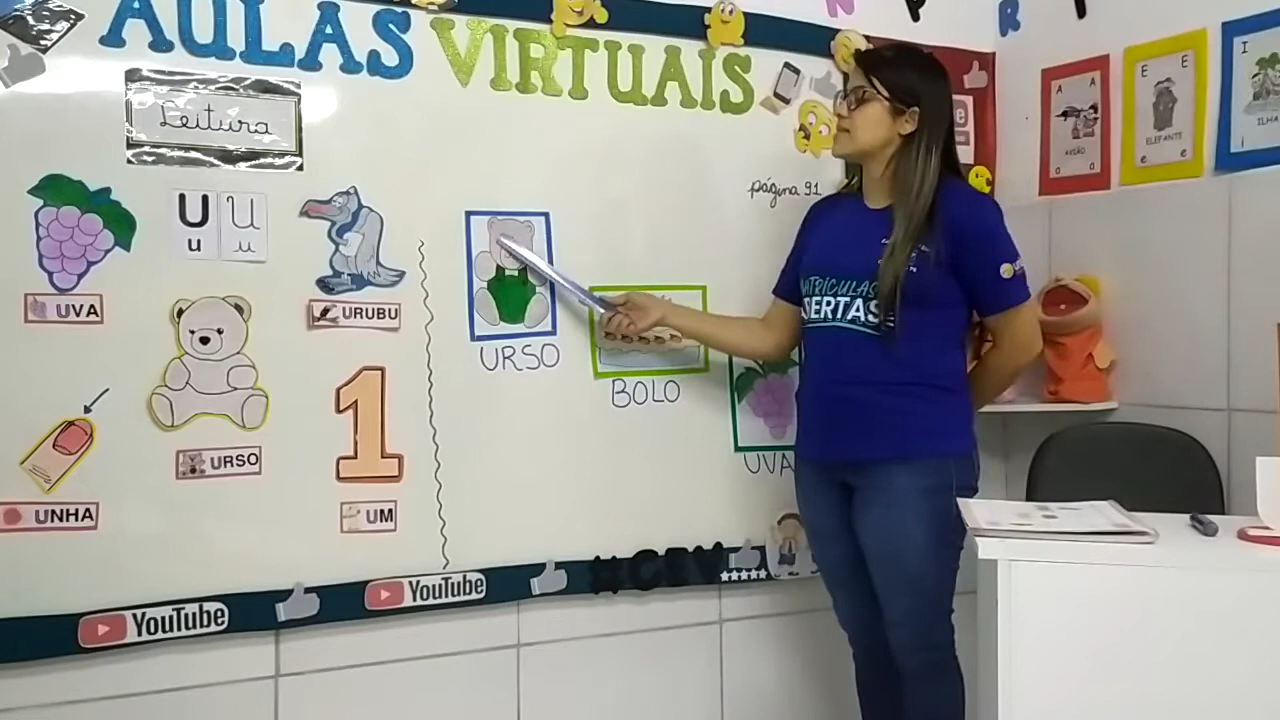 AULAS VIRTUAIS
Leitura
página 91
U U
u u
UVA
URUBU
URSO
UNHA
UM
URSO
BOLO
UVA
MATRÍCULAS
ABERTAS
YouTube
YouTube
#CEV
A A
AVIÃO
a a
E E
ELEFANTE
e e
I
ILHA
i